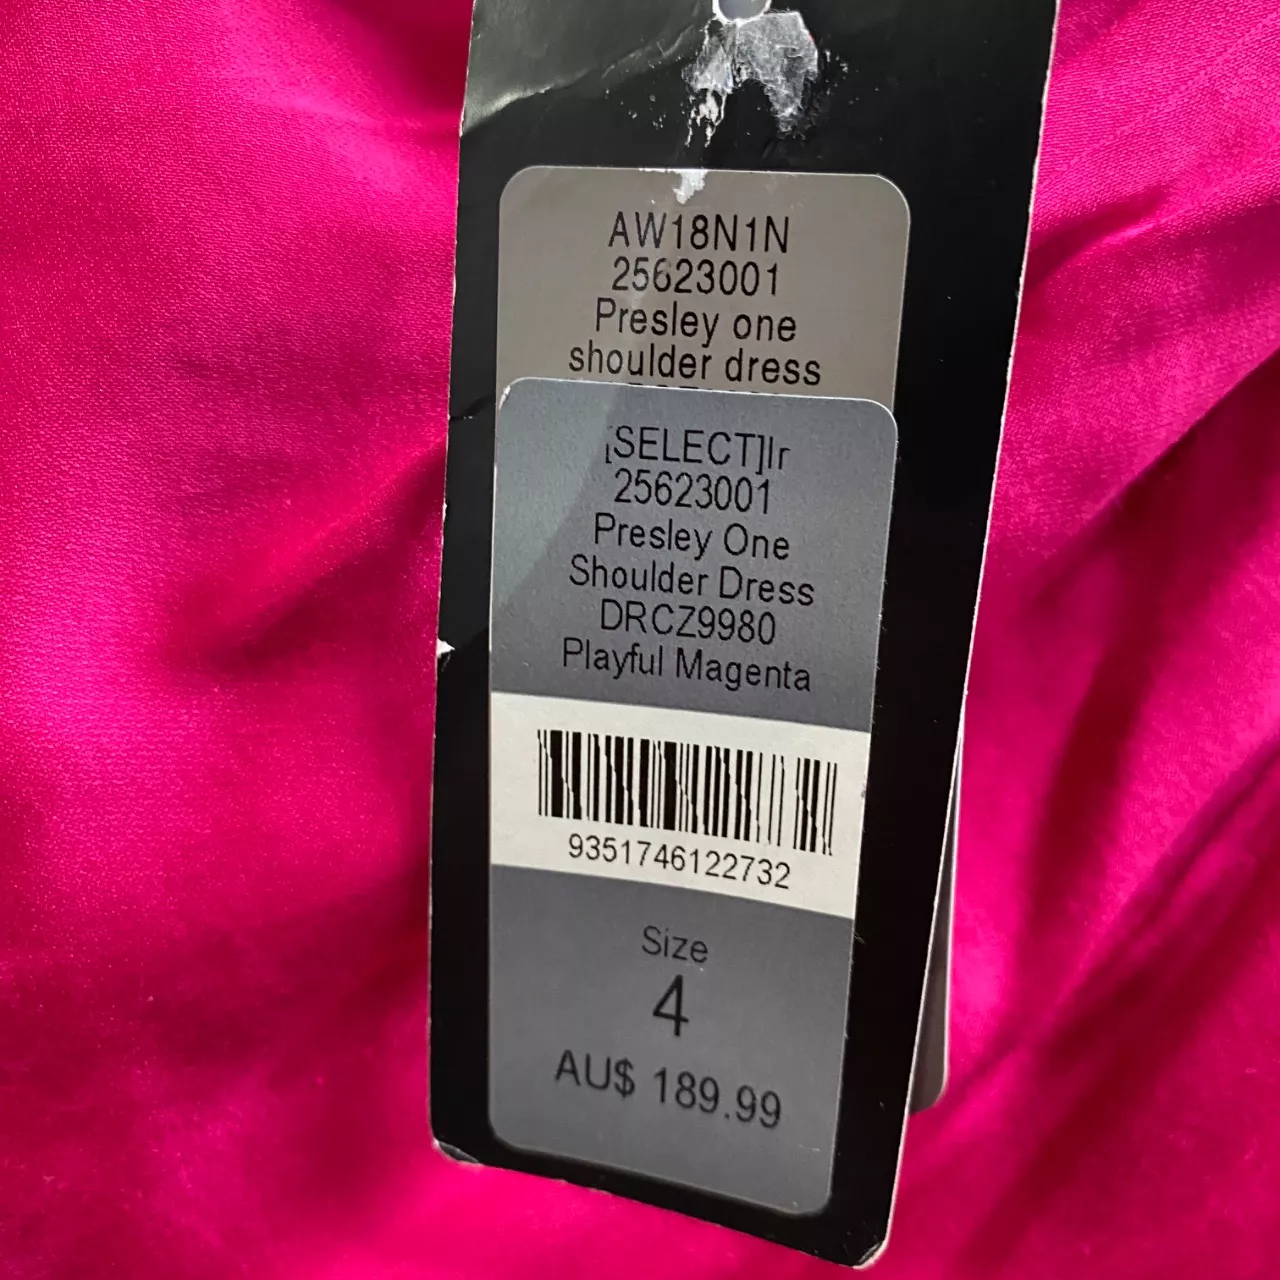 AW18N1N
25623001
Presley one
shoulder dress
[SELECT]Ir
25623001
Presley One
Shoulder Dress
DRCZ9980
Playful Magenta
9351746122732
Size
4
AU$ 189.99